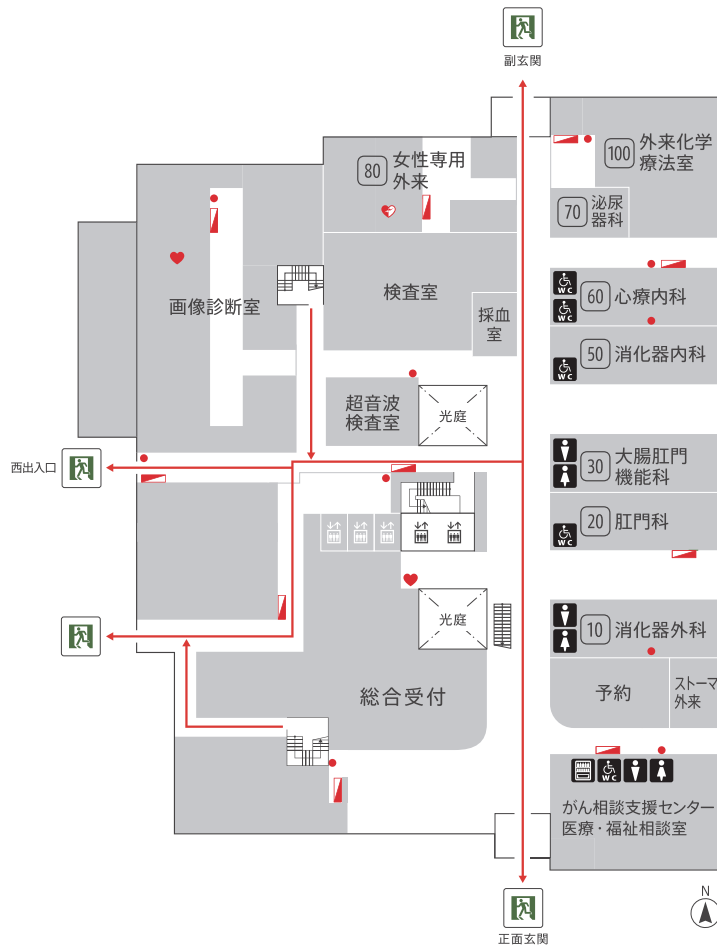 副玄関
100
外来化学
療法室
80
女性専用
外来
70
泌尿
器科
画像診断室
検査室
採血
室
WC
WC
60
心療内科
WC
50
消化器内科
超音波
検査室
光庭
西出入口
30
大腸肛門
機能科
WC
20
肛門科
光庭
10
消化器外科
総合受付
予約
ストーマ
外来
WC
がん相談支援センター
医療・福祉相談室
N
正面玄関